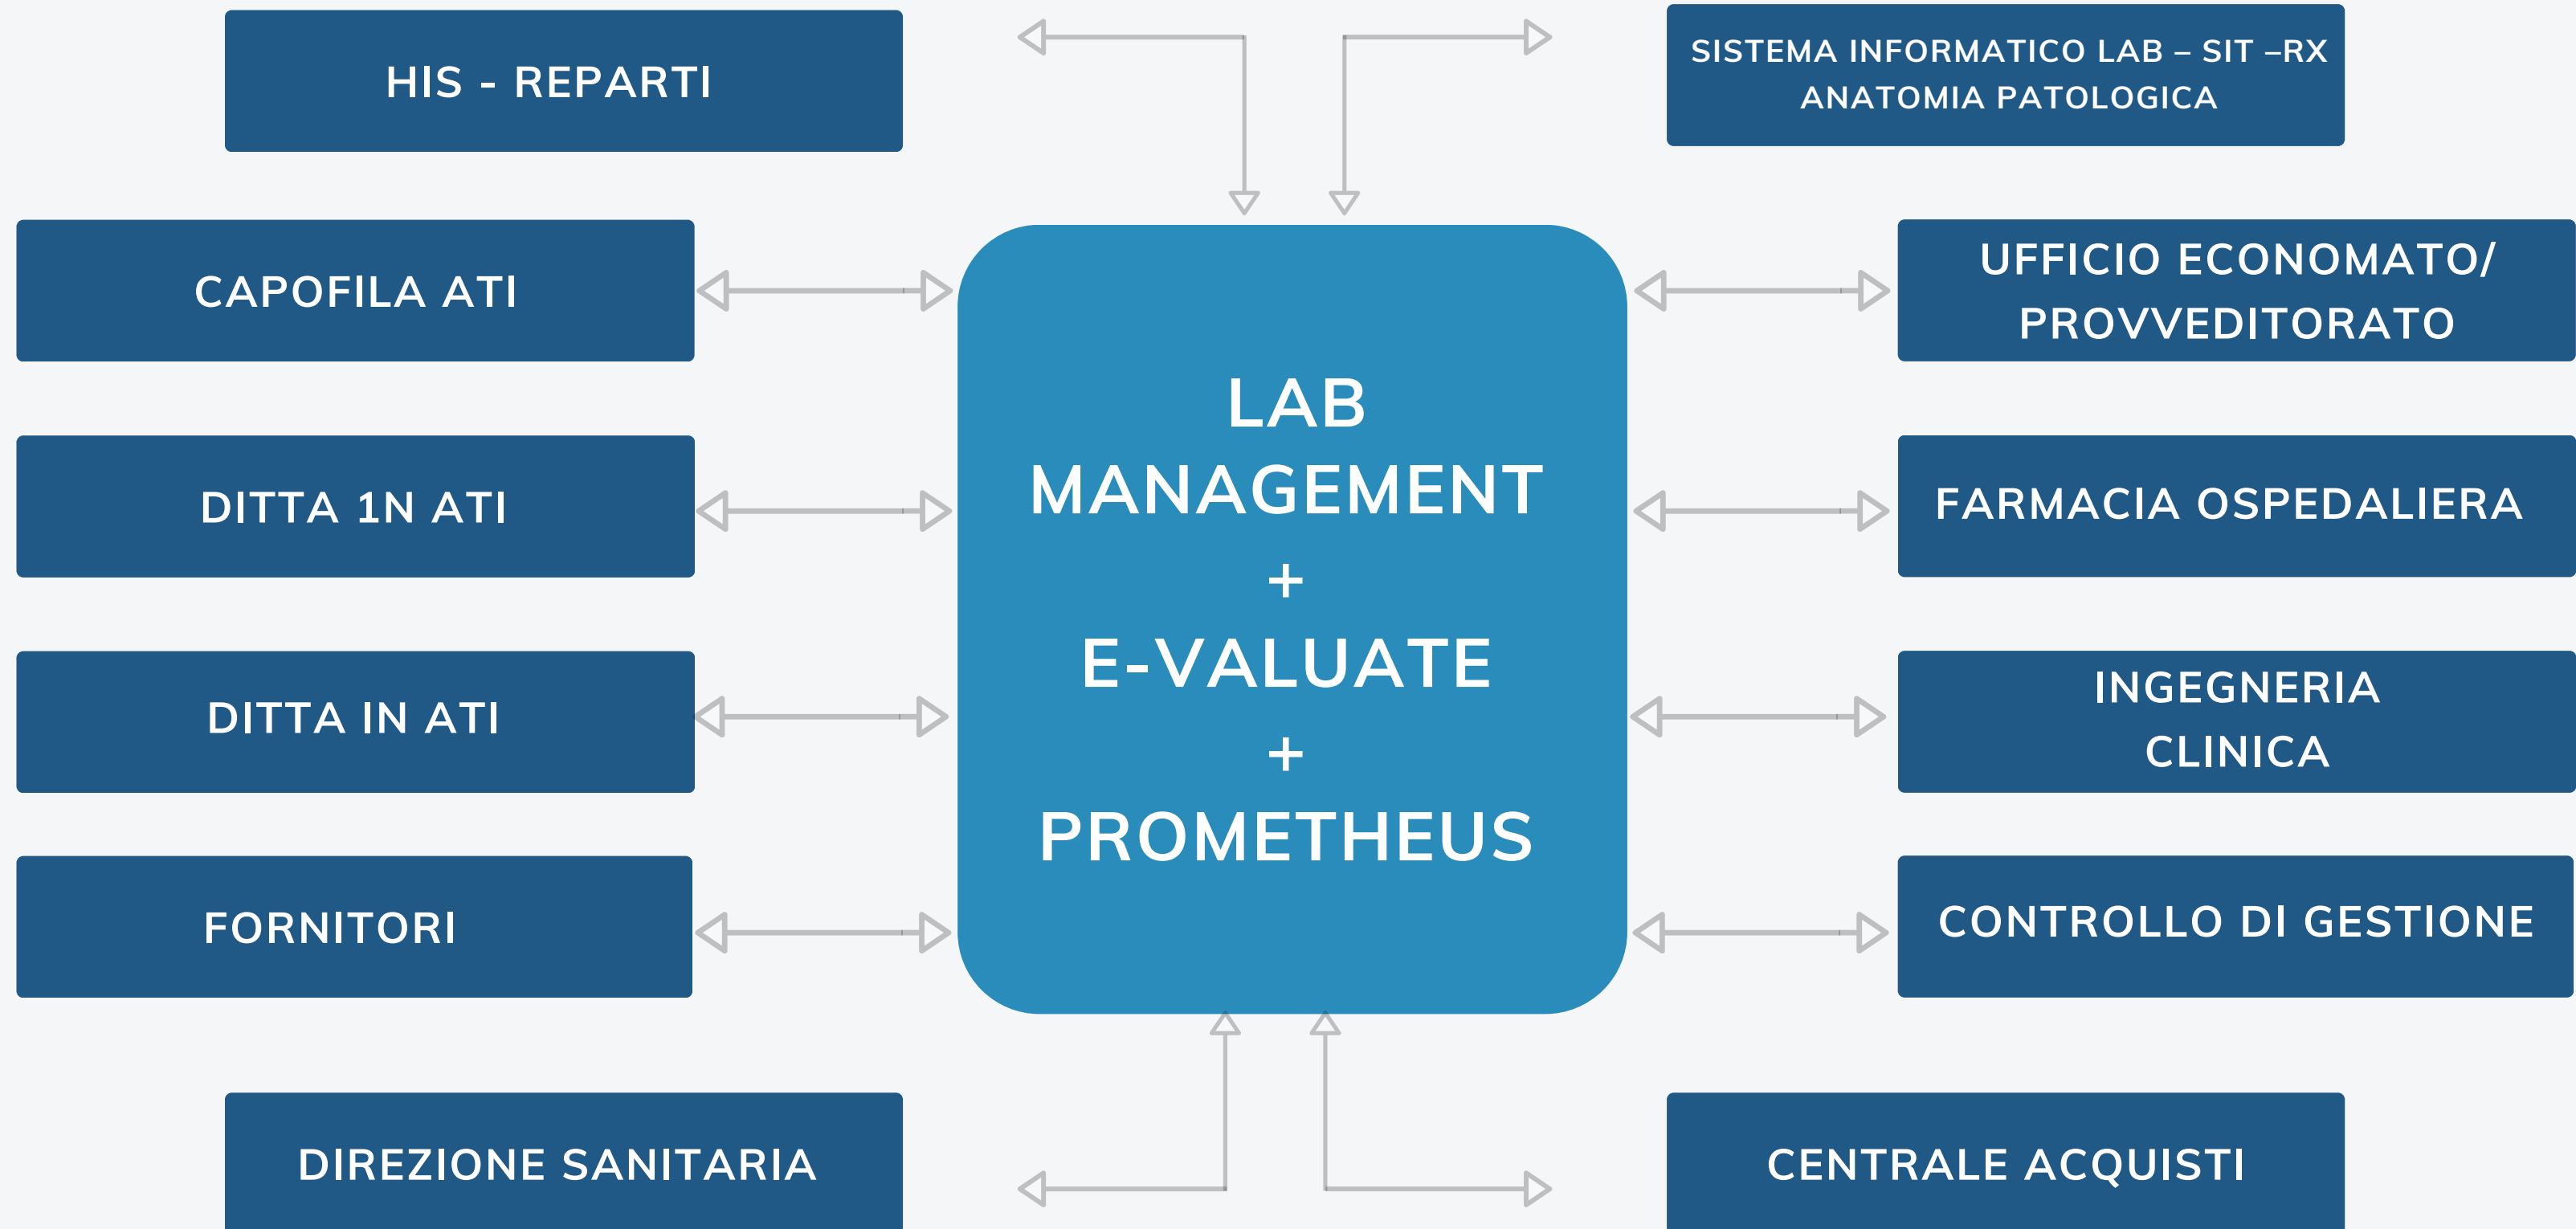 HIS - REPARTI
SISTEMA INFORMATICO LAB – SIT –RX
ANATOMIA PATOLOGICA
CAPOFILA ATI
DITTA 1N ATI
DITTA IN ATI
FORNITORI
LAB
MANAGEMENT
+
E-VALUATE
+
PROMETHEUS
UFFICIO ECONOMATO/
PROVVEDITORATO
FARMACIA OSPEDALIERA
INGEGNERIA
CLINICA
CONTROLLO DI GESTIONE
DIREZIONE SANITARIA
CENTRALE ACQUISTI